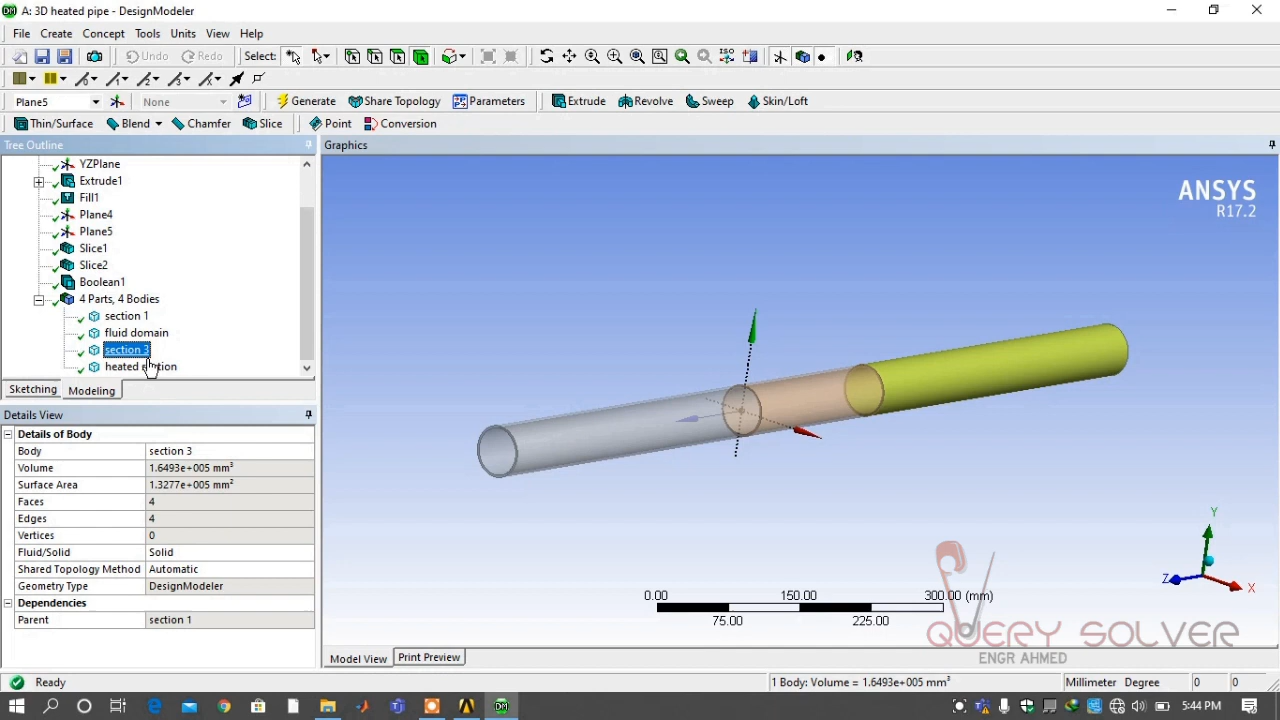 A: 3D heated pipe - DesignModeler
File Create Concept Tools Units View Help
Undo Redo Select: ISO
Plane5 None Generate Share Topology Parameters Extrude Revolve Sweep Skin/Loft
Thin/Surface Blend Chamfer Slice Point Conversion
Tree Outline
YZPlane
Extrude1
Fill1
Plane4
Plane5
Slice1
Slice2
Boolean1
4 Parts, 4 Bodies
section 1
fluid domain
section 3
heated
Sketching Modeling
Details View
Details of Body
Body section 3
Volume 1.6493e+005 mm³
Surface Area 1.3277e+005 mm²
Faces 4
Edges 4
Vertices 0
Fluid/Solid Solid
Shared Topology Method Automatic
Geometry Type DesignModeler
Dependencies
Parent section 1
Graphics
ANSYS
R17.2
0.00 150.00 300.00 (mm)
75.00 225.00
Y
Z
X
QUERY SOLVER
ENGR AHMED
Model View Print Preview
Ready 1 Body: Volume = 1.6493e+005 mm³ Millimeter Degree 0 0
DM 5:44 PM